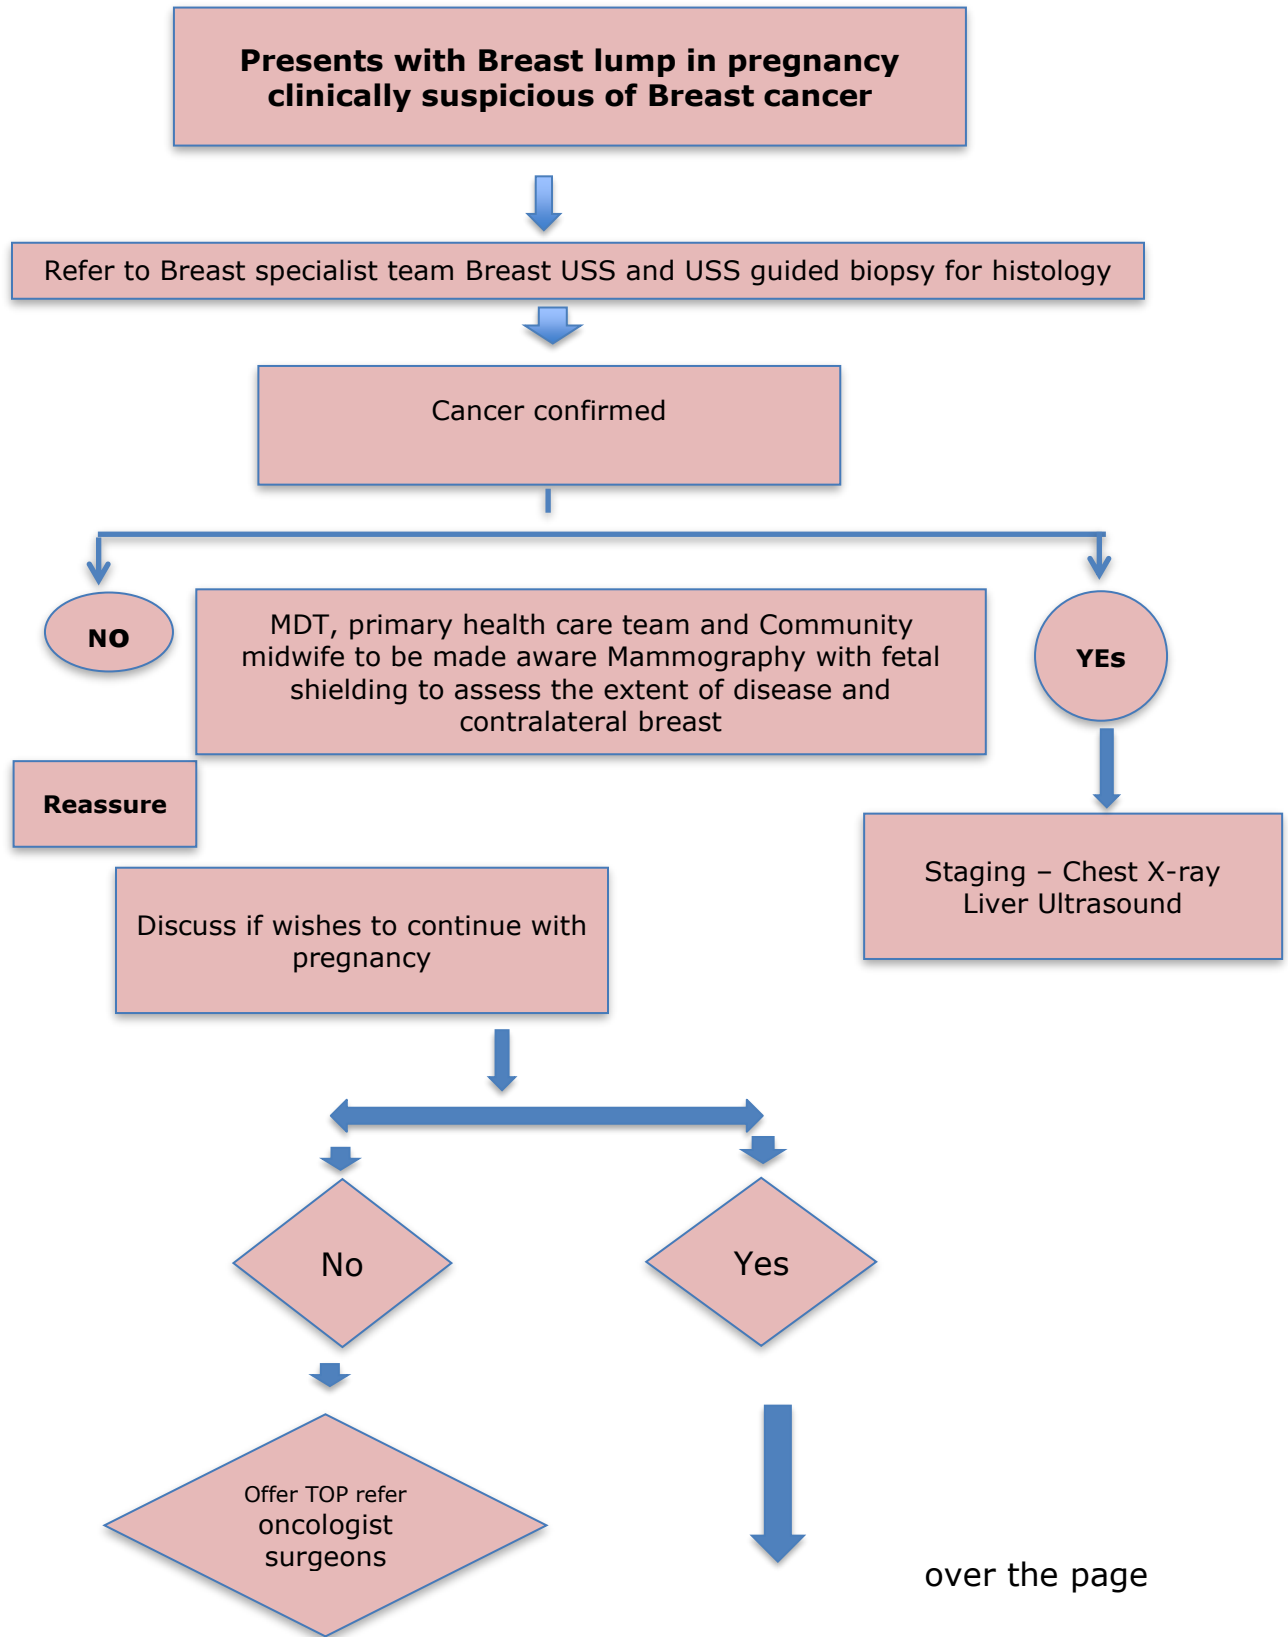 Presents with Breast lump in pregnancy
clinically suspicious of Breast cancer
Refer to Breast specialist team Breast USS and USS guided biopsy for histology
Cancer confirmed
NO
MDT, primary health care team and Community
midwife to be made aware Mammography with fetal
shielding to assess the extent of disease and
contralateral breast
YEs
Reassure
Staging – Chest X-ray
Liver Ultrasound
Discuss if wishes to continue with
pregnancy
No
Yes
Offer TOP refer
oncologist
surgeons
over the page